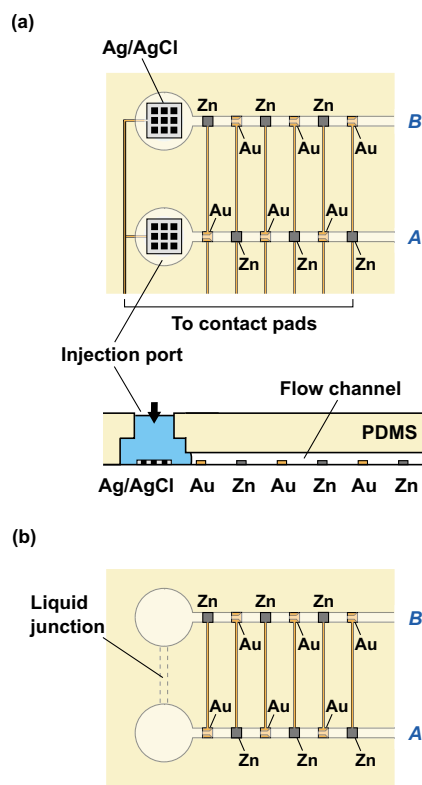 (a)
Ag/AgCl
Zn Zn Zn
B
Au Au Au
Au Au Au
A
Zn Zn Zn
To contact pads
Injection port
Flow channel
PDMS
Ag/AgCl Au Zn Au Zn Au Zn
(b)
Liquid
junction
Zn Zn Zn
B
Au Au Au
Au Au Au
A
Zn Zn Zn